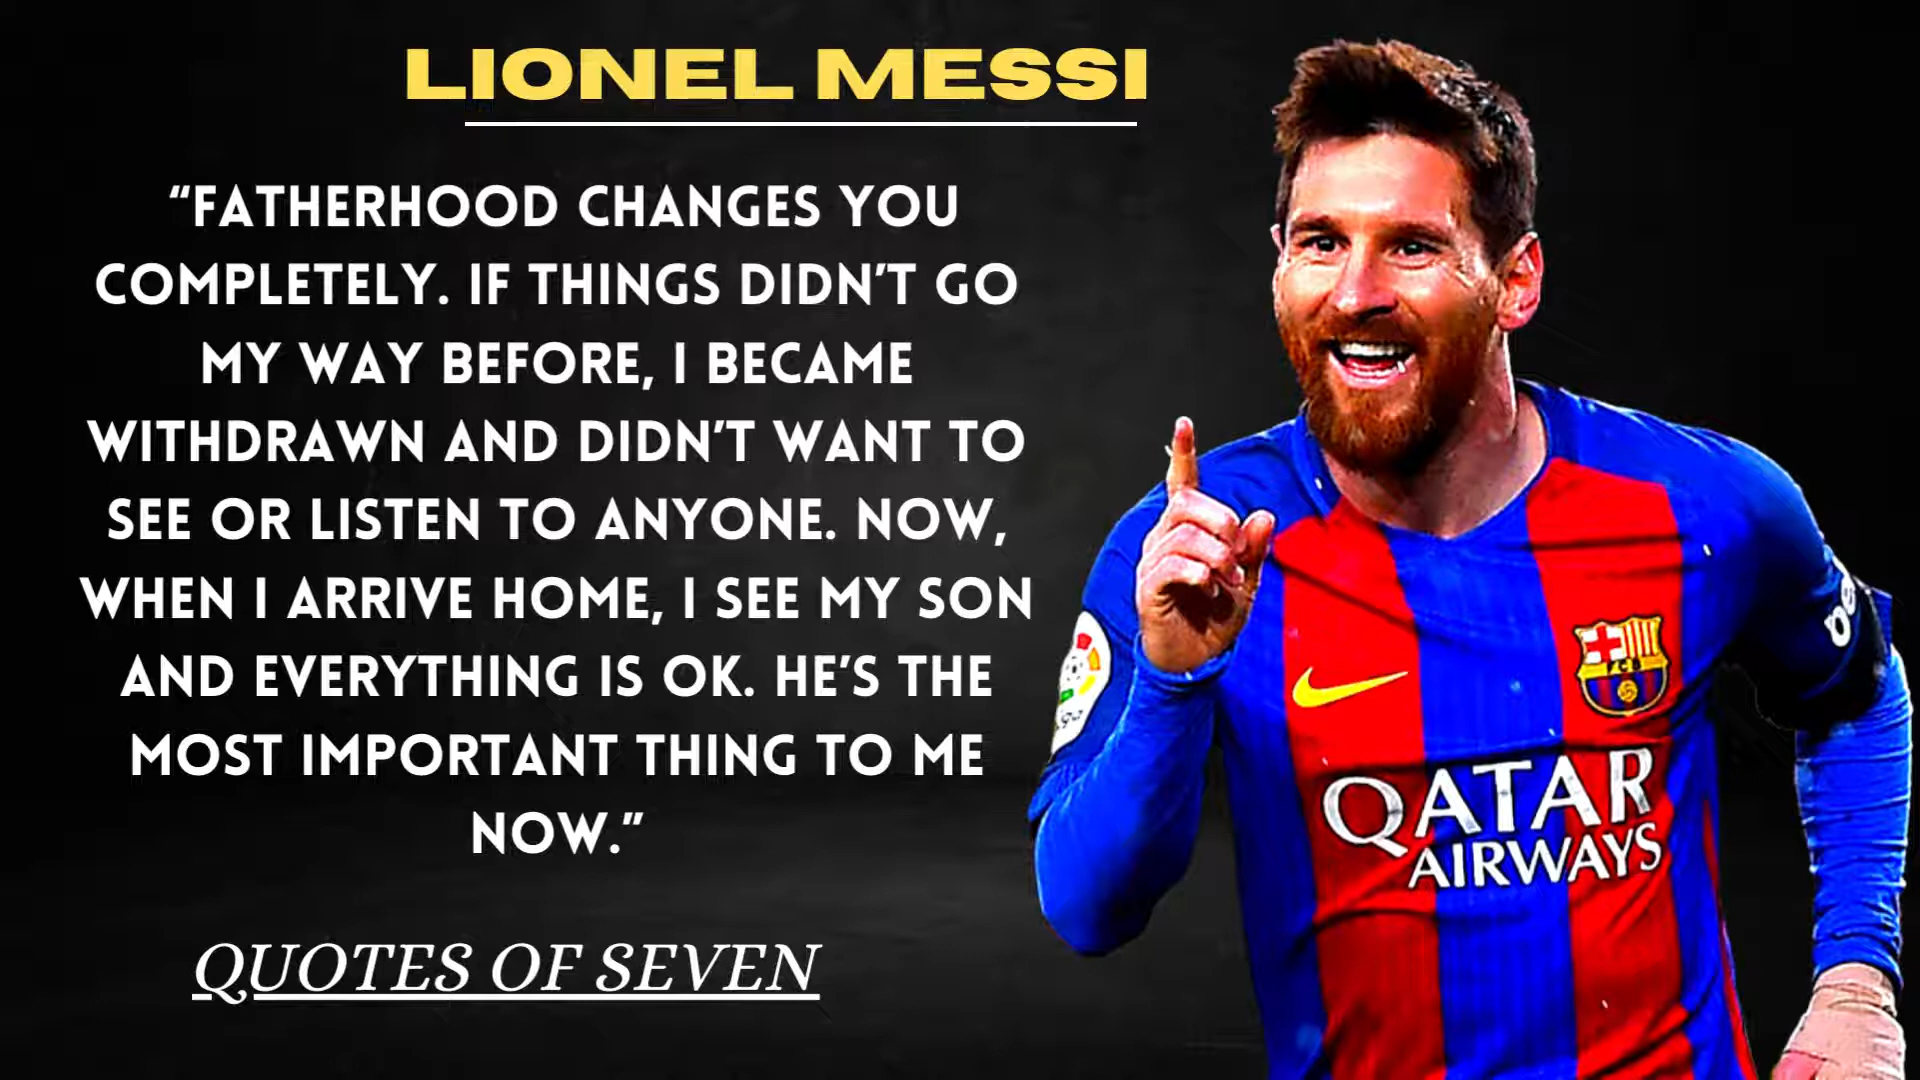 LIONEL MESSI
“FATHERHOOD CHANGES YOU
COMPLETELY. IF THINGS DIDN’T GO
MY WAY BEFORE, I BECAME
WITHDRAWN AND DIDN’T WANT TO
SEE OR LISTEN TO ANYONE. NOW,
WHEN I ARRIVE HOME, I SEE MY SON
AND EVERYTHING IS OK. HE’S THE
MOST IMPORTANT THING TO ME
NOW.”
QUOTES OF SEVEN
FCB
QATAR
AIRWAYS